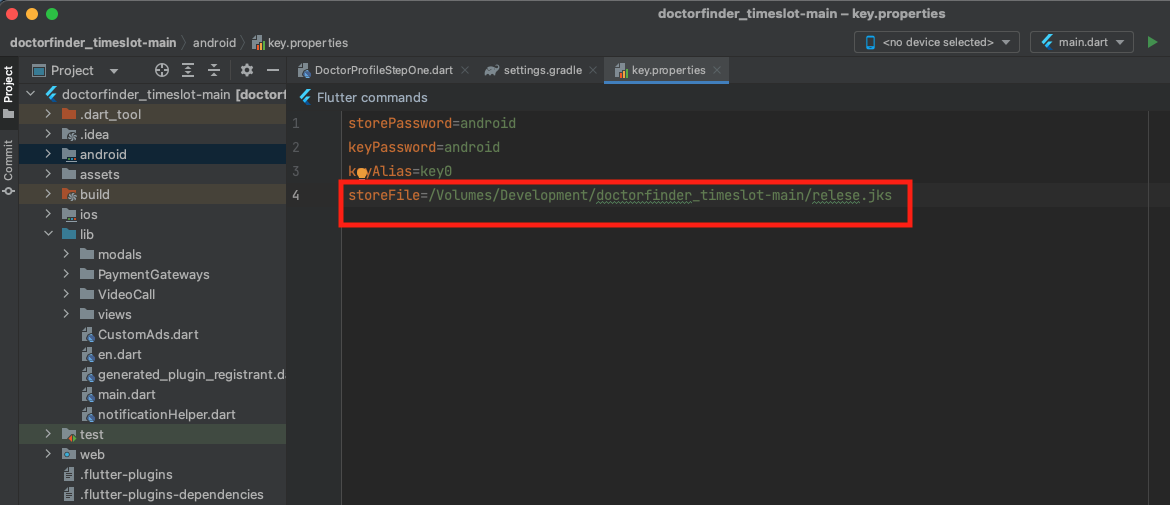 doctorfinder_timeslot-main – key.properties
doctorfinder_timeslot-main
android
key.properties
<no device selected>
main.dart
Project
Commit
Project
DoctorProfileStepOne.dart
settings.gradle
key.properties
Flutter commands
doctorfinder_timeslot-main [doctorf
.dart_tool
.idea
android
assets
build
ios
lib
modals
PaymentGateways
VideoCall
views
CustomAds.dart
en.dart
generated_plugin_registrant.da
main.dart
notificationHelper.dart
test
web
.flutter-plugins
.flutter-plugins-dependencies
1 storePassword=android
2 keyPassword=android
3 keyAlias=key0
4 storeFile=/Volumes/Development/doctorfinder_timeslot-main/relese.jks